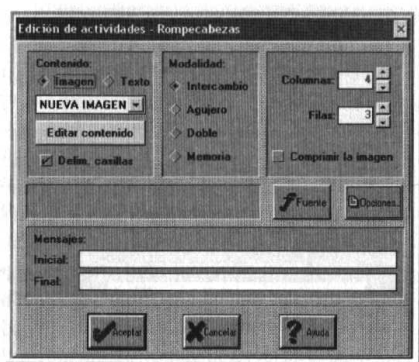 Edición de actividades - Rompecabezas
Contenido:
Imagen Texto
NUEVA IMAGEN
Editar contenido
Delim. casillas
Modalidad:
Intercambio
Agujero
Doble
Memoria
Columnas: 4
Filas: 3
Comprimir la imagen
Fuente
Opciones..
Mensajes:
Inicial:
Final:
Aceptar
Cancelar
Ayuda